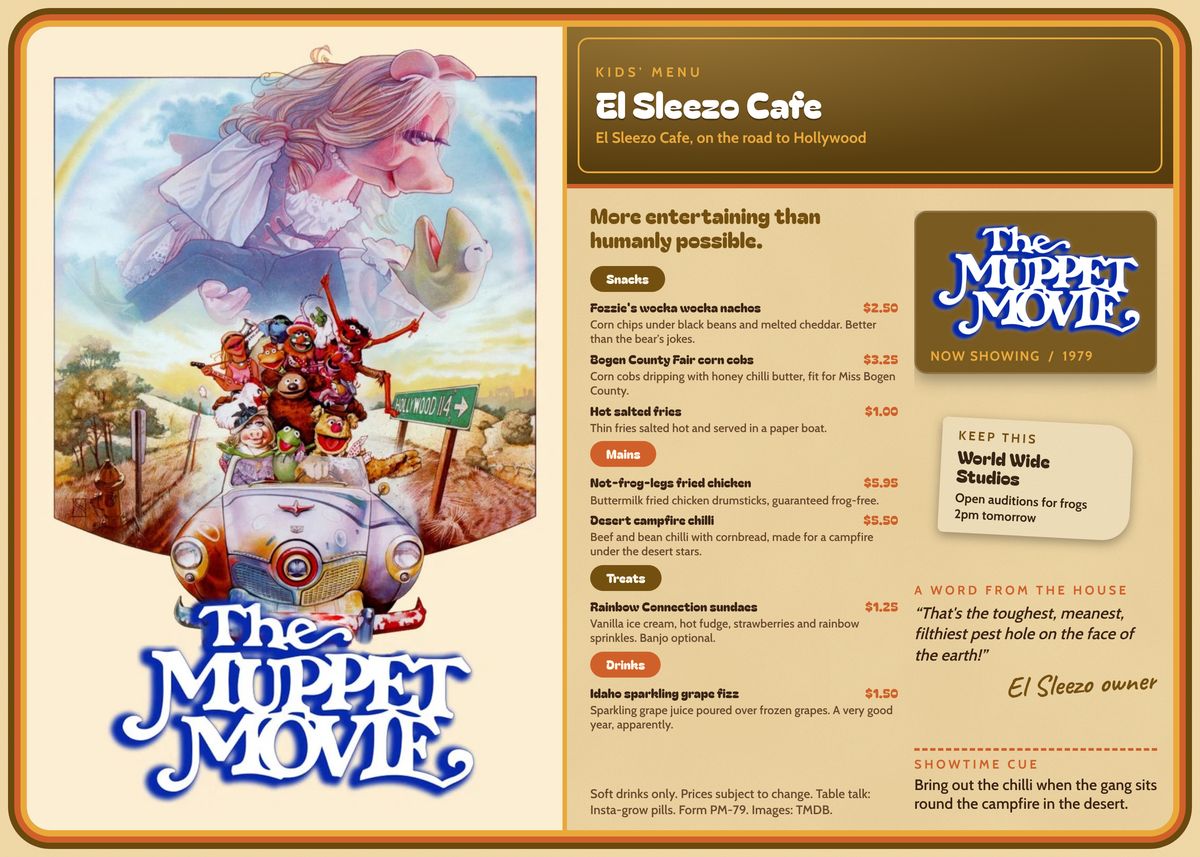 HOLLYWOOD 114
The
MUPPET
MOVIE
KIDS' MENU
El Sleezo Cafe
El Sleezo Cafe, on the road to Hollywood
More entertaining than
humanly possible.
Snacks
Fozzie's wocka wocka nachos $2.50
Corn chips under black beans and melted cheddar. Better
than the bear's jokes.
Bogen County Fair corn cobs $3.25
Corn cobs dripping with honey chilli butter, fit for Miss Bogen
County.
Hot salted fries $1.00
Thin fries salted hot and served in a paper boat.
Mains
Not-frog-legs fried chicken $5.95
Buttermilk fried chicken drumsticks, guaranteed frog-free.
Desert campfire chilli $5.50
Beef and bean chilli with cornbread, made for a campfire
under the desert stars.
Treats
Rainbow Connection sundaes $1.25
Vanilla ice cream, hot fudge, strawberries and rainbow
sprinkles. Banjo optional.
Drinks
Idaho sparkling grape fizz $1.50
Sparkling grape juice poured over frozen grapes. A very good
year, apparently.
Soft drinks only. Prices subject to change. Table talk:
Insta-grow pills. Form PM-79. Images: TMDB.
The
MUPPET
MOVIE
NOW SHOWING / 1979
KEEP THIS
World Wide
Studios
Open auditions for frogs
2pm tomorrow
A WORD FROM THE HOUSE
“That's the toughest, meanest,
filthiest pest hole on the face of
the earth!”
El Sleezo owner
SHOWTIME CUE
Bring out the chilli when the gang sits
round the campfire in the desert.